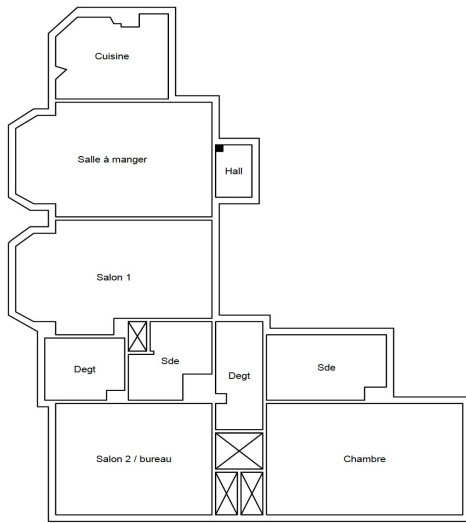 Cuisine
Salle à manger
Hall
Salon 1
Degt
Sde
Degt
Sde
Salon 2 / bureau
Chambre